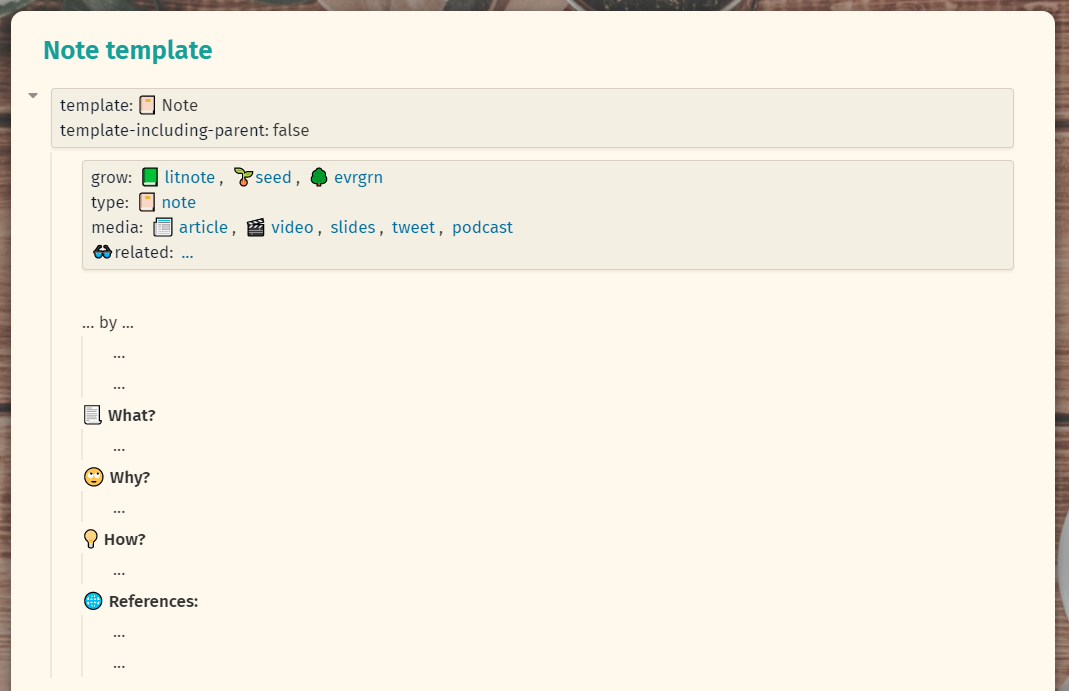 Note template
template: 📔 Note
template-including-parent: false
grow: 📗 litnote , 🌱seed , 🌳 evrgrn
type: 📔 note
media: 📰 article , 🎬 video , slides , tweet , podcast
👓related: ...
... by ...
...
...
📃 What?
...
🙄 Why?
...
💡 How?
...
🌐 References:
...
...